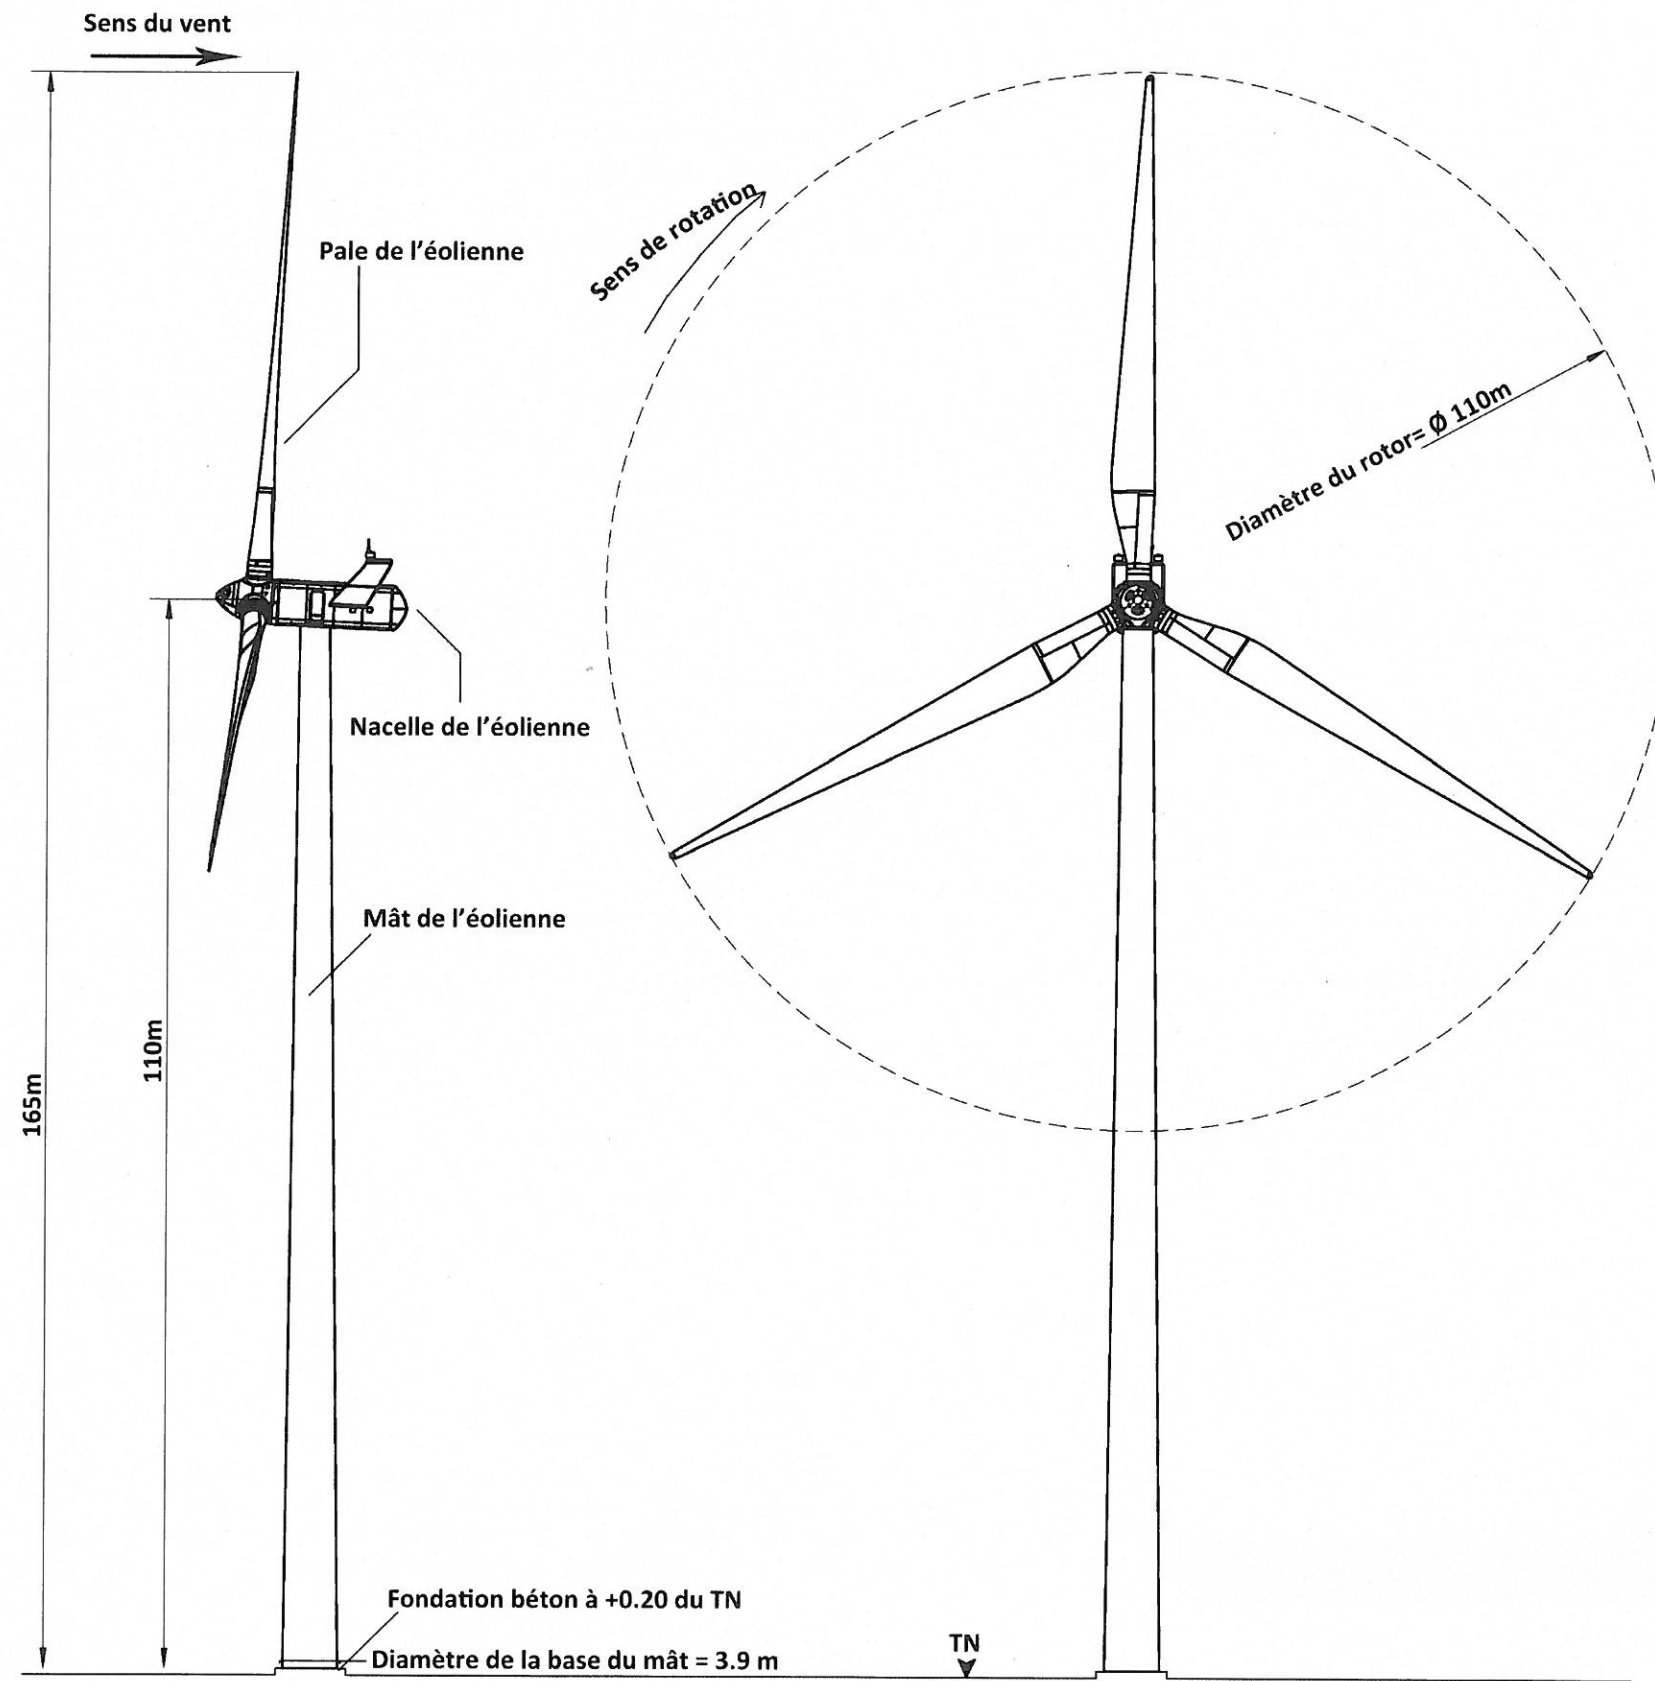 Sens du vent
Pale de l'éolienne
Sens de rotation
Diamètre du rotor= Ø 110m
Nacelle de l'éolienne
Mât de l'éolienne
110m
165m
Fondation béton à +0.20 du TN
TN
Diamètre de la base du mât = 3.9 m